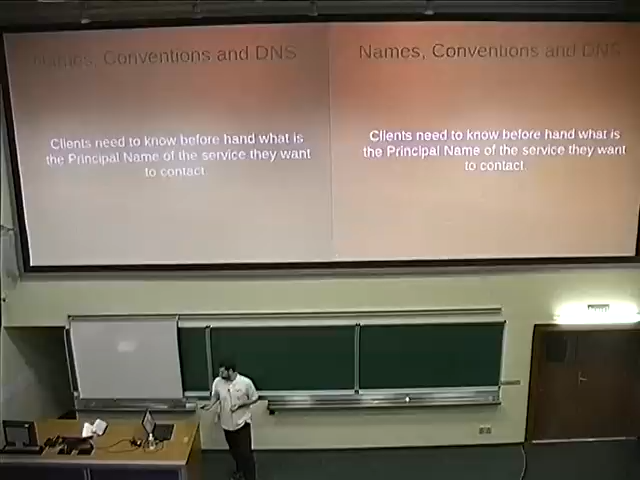 Names, Conventions and DNS
Clients need to know before hand what is
the Principal Name of the service they want
to contact.
Names, Conventions and DNS
Clients need to know before hand what is
the Principal Name of the service they want
to contact.